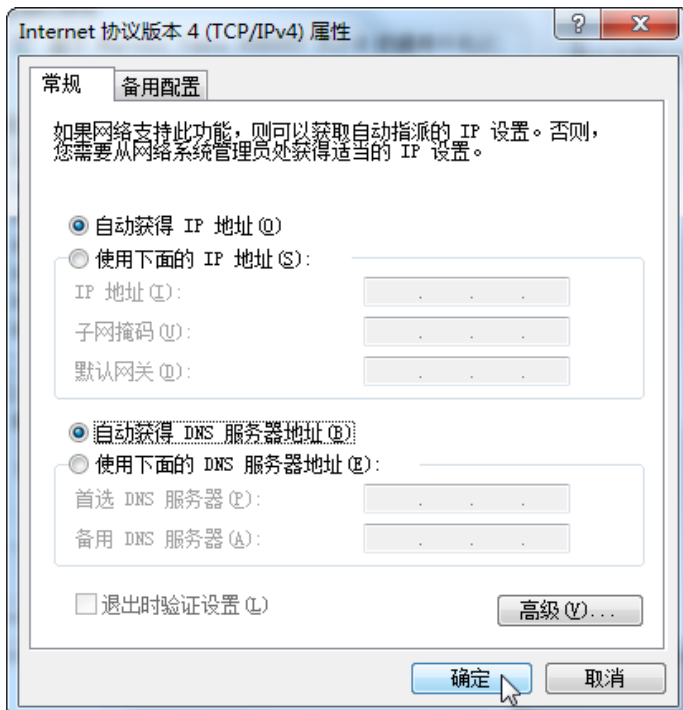 Internet 协议版本 4 (TCP/IPv4) 属性
常规
备用配置
如果网络支持此功能，则可以获取自动指派的 IP 设置。否则，
您需要从网络系统管理员处获得适当的 IP 设置。
自动获得 IP 地址(O)
使用下面的 IP 地址(S):
IP 地址(I):
子网掩码(U):
默认网关(D):
自动获得 DNS 服务器地址(B)
使用下面的 DNS 服务器地址(E):
首选 DNS 服务器(P):
备用 DNS 服务器(A):
退出时验证设置(L)
高级(V)...
确定
取消